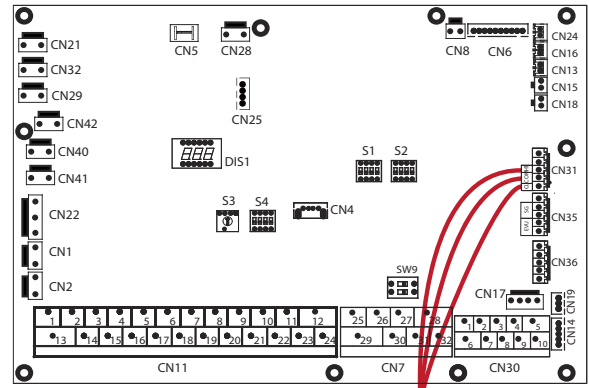 CN21
CN32
CN29
CN42
CN40
CN41
CN22
CN1
CN2
CN5
CN28
CN25
DIS1
S1
S2
S3
S4
CN4
SW9
CN8
CN6
CN24
CN16
CN13
CN15
CN18
CN31
CN35
SG
EVU
CN36
CN17
CN19
CN14
1 2 3 4 5 6 7 8 9 10 11 12
13 14 15 16 17 18 19 20 21 22 23 24
CN11
25 26 27 28
29 30 31 32
CN7
1 2 3 4 5
6 7 8 9 10
CN30